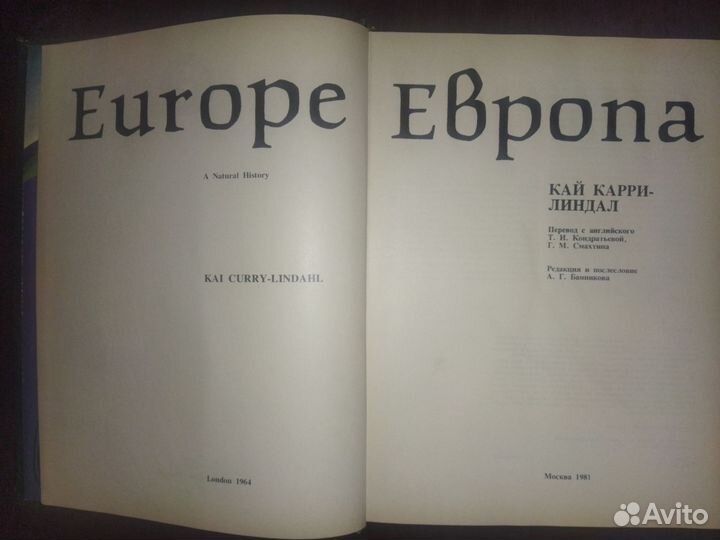 Europe
A Natural History
KAI CURRY-LINDAHL
London 1964
Европа
КАЙ КАРРИ-
ЛИНДАЛ
Перевод с английского
Т. И. Кондратьевой,
Г. М. Смахтина
Редакция и послесловие
А. Г. Банникова
Москва 1981
Avito